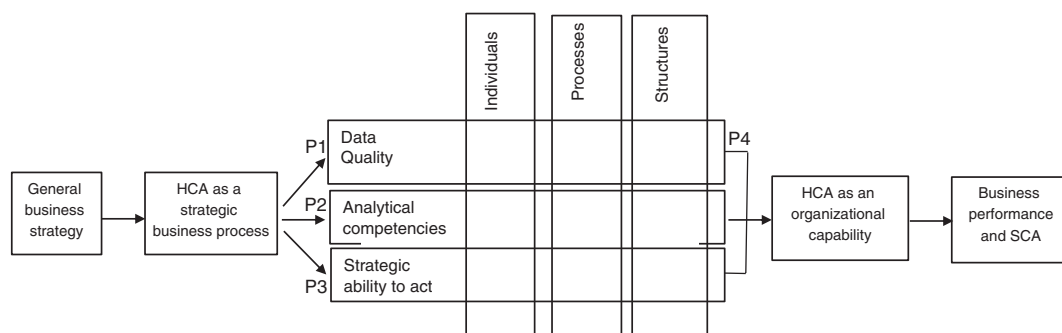 Individuals
Processes
Structures
General
business
strategy
HCA as a
strategic
business process
P1
P2
P3
Data
Quality
Analytical
competencies
Strategic
ability to act
P4
HCA as an
organizational
capability
Business
performance
and SCA